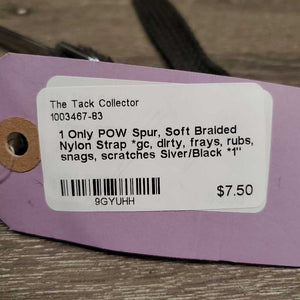 The Tack Collector
1003467-83
1 Only POW Spur, Soft Braided
Nylon Strap *gc, dirty, frays, rubs,
snags, scratches Siver/Black *1"
9GYUHH
$7.50